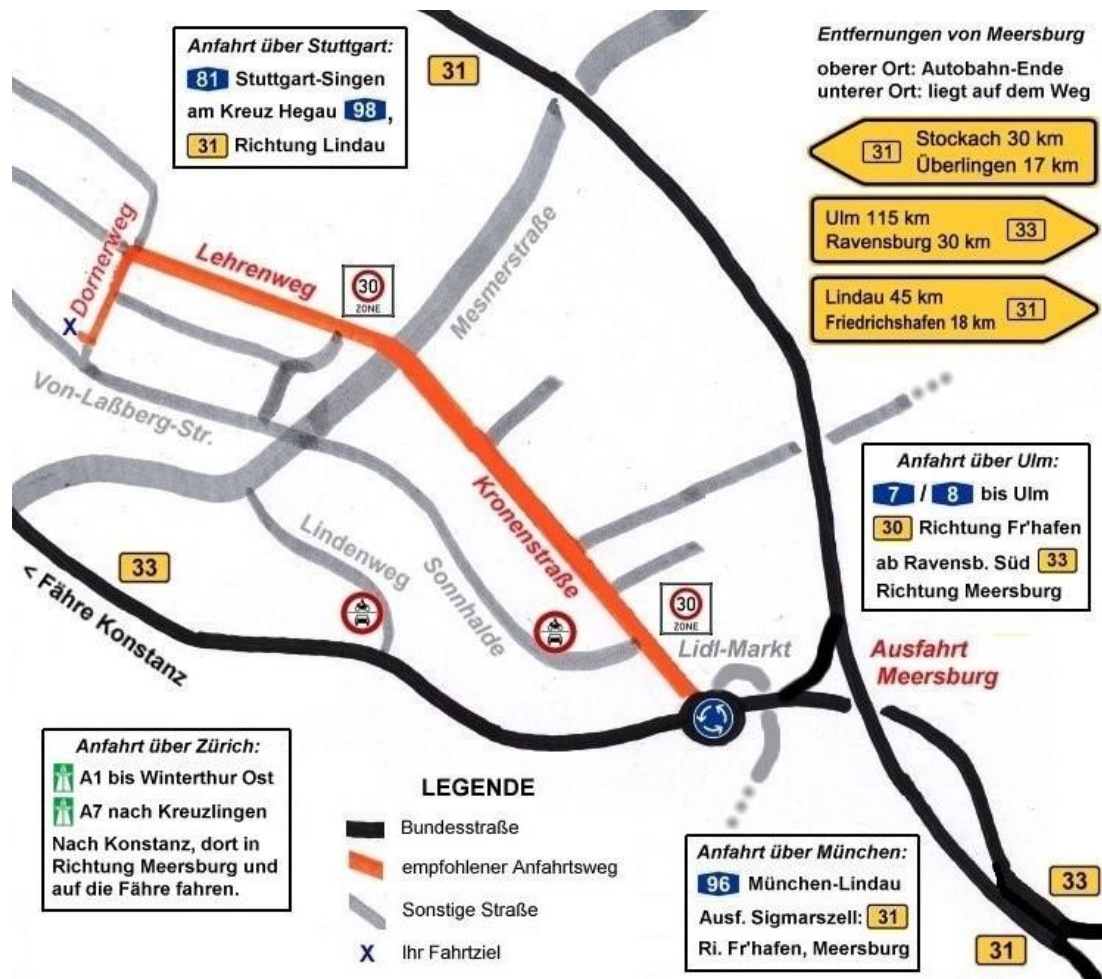 Anfahrt über Stuttgart:
81 Stuttgart-Singen
am Kreuz Hegau 98 ,
31 Richtung Lindau
31
Entfernungen von Meersburg
oberer Ort: Autobahn-Ende
unterer Ort: liegt auf dem Weg
31 Stockach 30 km
Überlingen 17 km
Ulm 115 km
Ravensburg 30 km 33
Lindau 45 km
Friedrichshafen 18 km 31
Dornerweg
Lehrenweg
30
ZONE
Mesmerstraße
X
Von-Laßberg-Str.
Kronenstraße
Lindenweg
Sonnhalde
33
< Fähre Konstanz
30
ZONE
Lidl-Markt
Anfahrt über Ulm:
7 / 8 bis Ulm
30 Richtung Fr'hafen
ab Ravensb. Süd 33
Richtung Meersburg
Ausfahrt
Meersburg
Anfahrt über Zürich:
A1 bis Winterthur Ost
A7 nach Kreuzlingen
Nach Konstanz, dort in
Richtung Meersburg und
auf die Fähre fahren.
LEGENDE
Bundesstraße
empfohlener Anfahrtsweg
Sonstige Straße
X Ihr Fahrtziel
Anfahrt über München:
96 München-Lindau
Ausf. Sigmarszell: 31
Ri. Fr'hafen, Meersburg
33
31